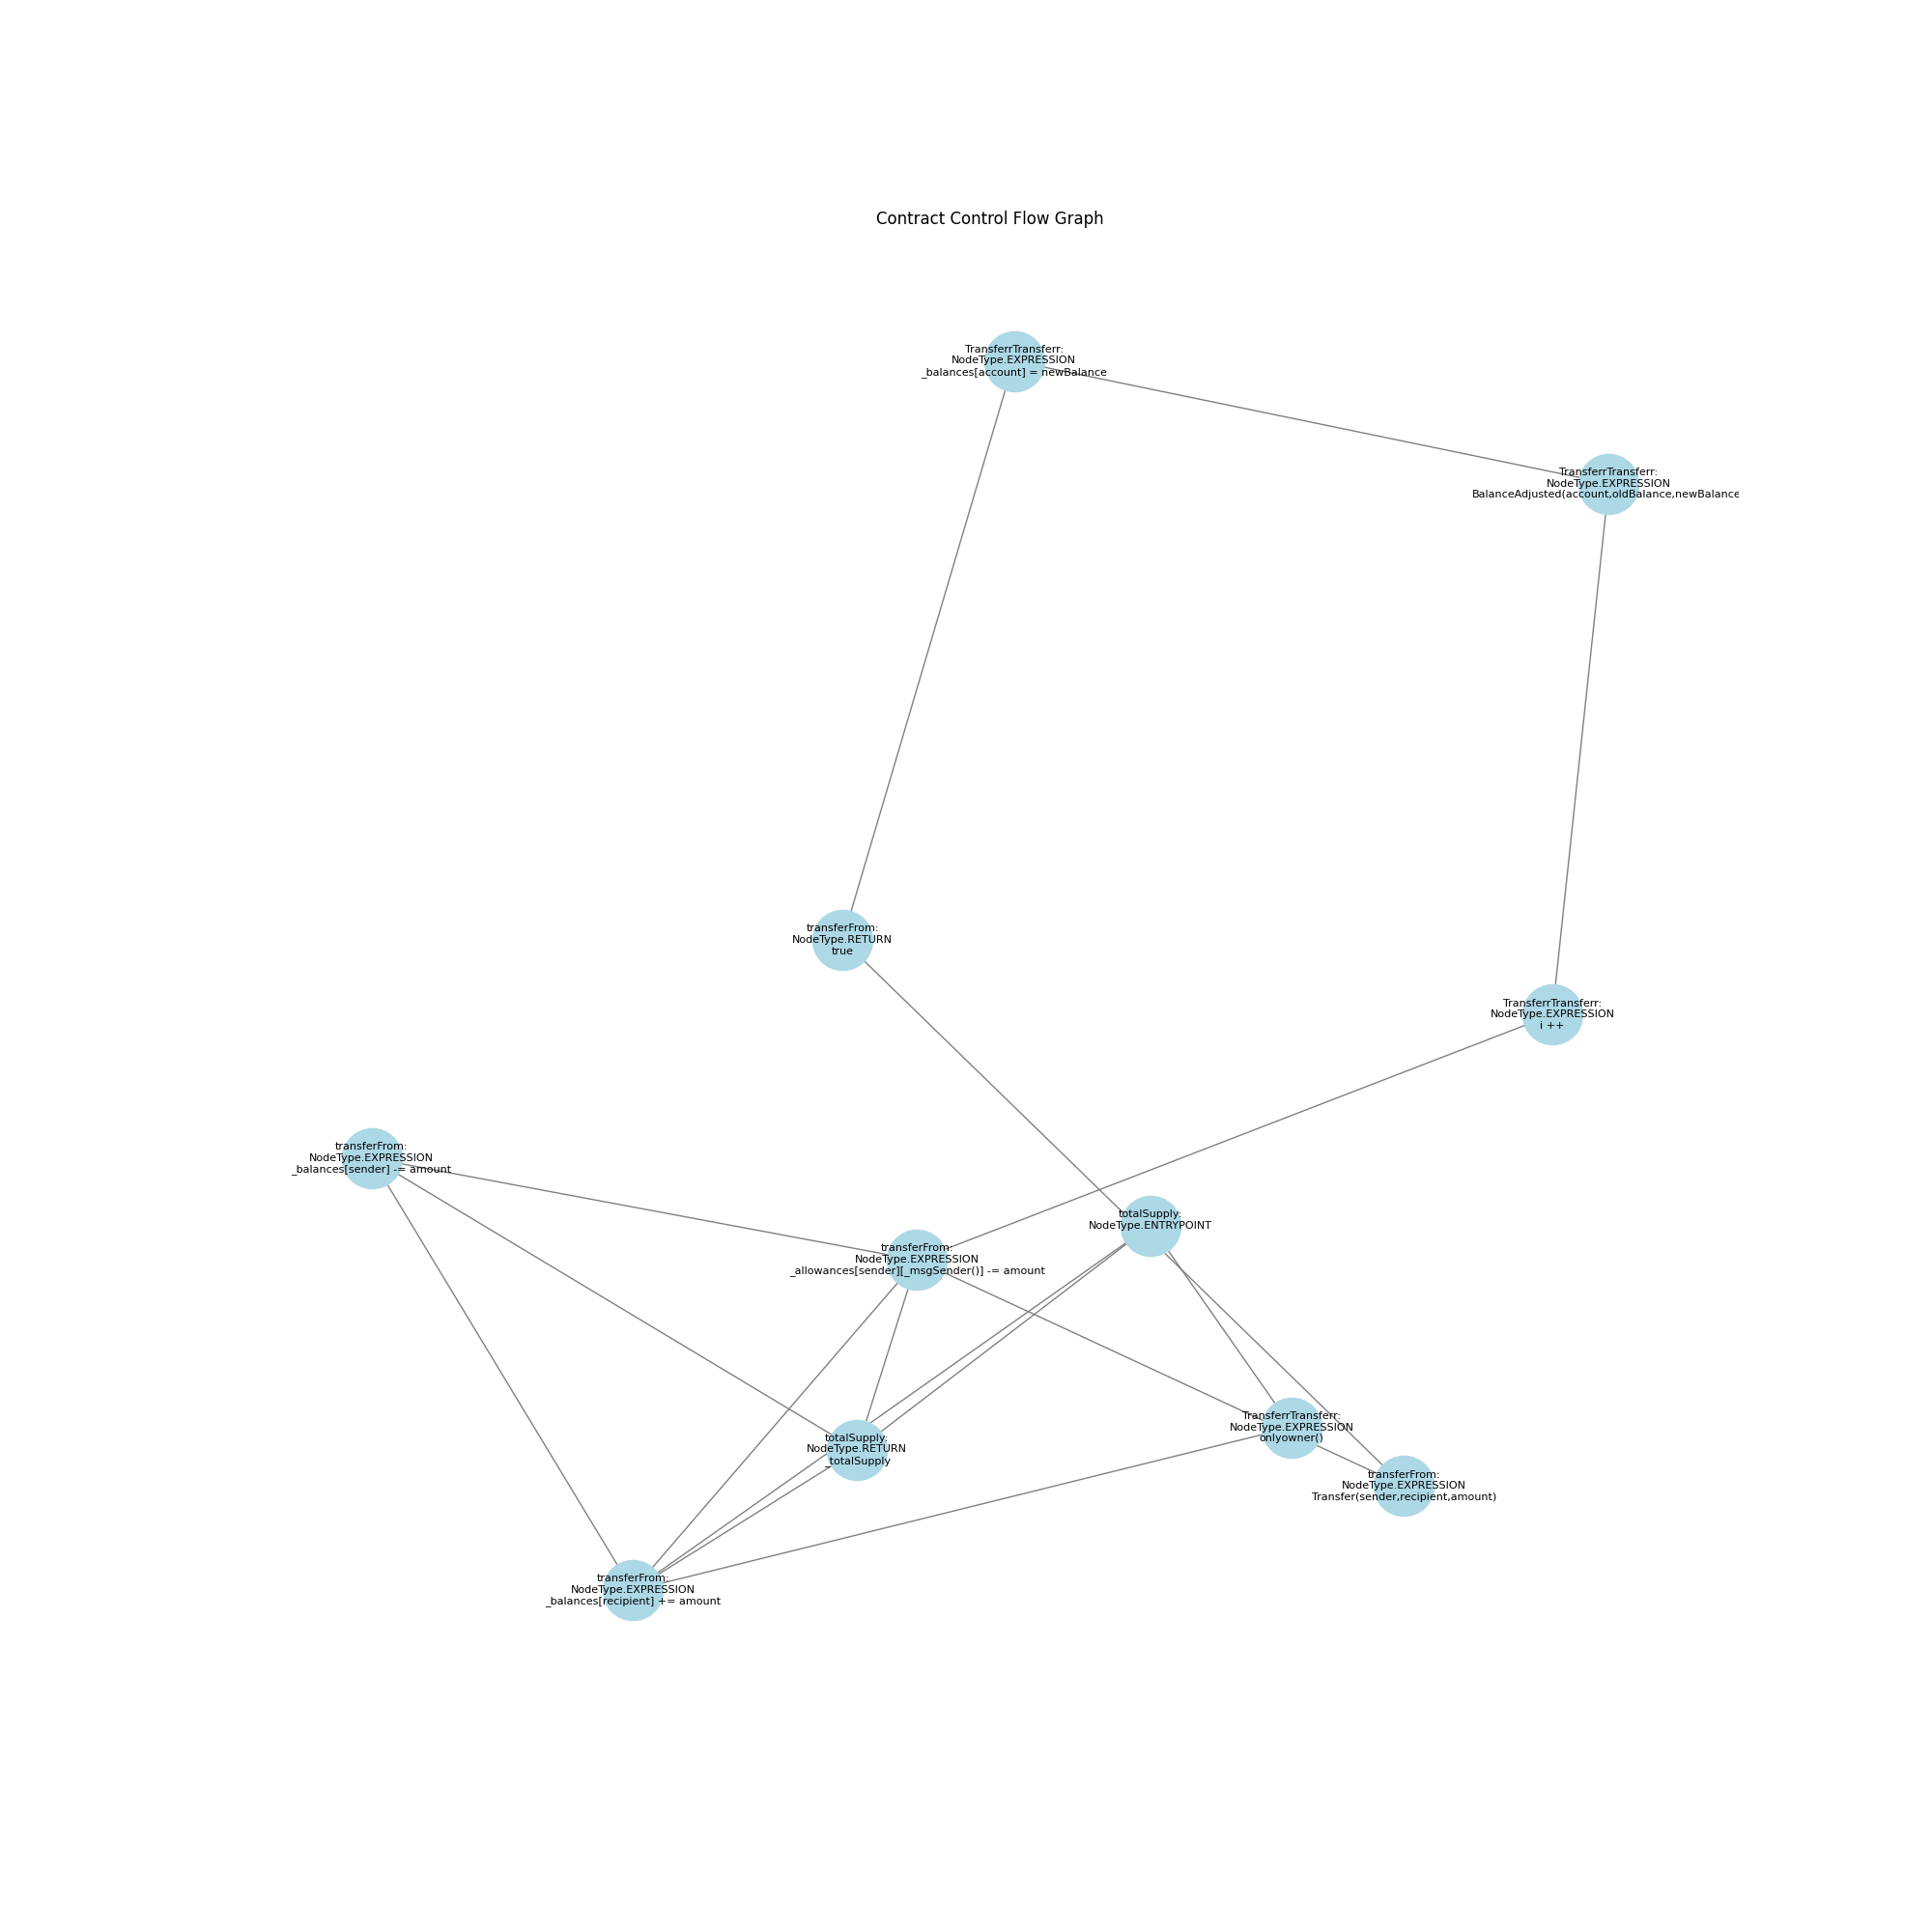 Contract Control Flow Graph
TransferrTransferr:
NodeType.EXPRESSION
_balances[account] = newBalance
TransferrTransferr:
NodeType.EXPRESSION
BalanceAdjusted(account,oldBalance,newBalance
transferFrom:
NodeType.RETURN
true
TransferrTransferr:
NodeType.EXPRESSION
i ++
transferFrom:
NodeType.EXPRESSION
_balances[sender] -= amount
totalSupply:
NodeType.ENTRYPOINT
transferFrom:
NodeType.EXPRESSION
_allowances[sender][_msgSender()] -= amount
TransferrTransferr:
NodeType.EXPRESSION
onlyowner()
totalSupply:
NodeType.RETURN
_totalSupply
transferFrom:
NodeType.EXPRESSION
Transfer(sender,recipient,amount)
transferFrom:
NodeType.EXPRESSION
_balances[recipient] += amount